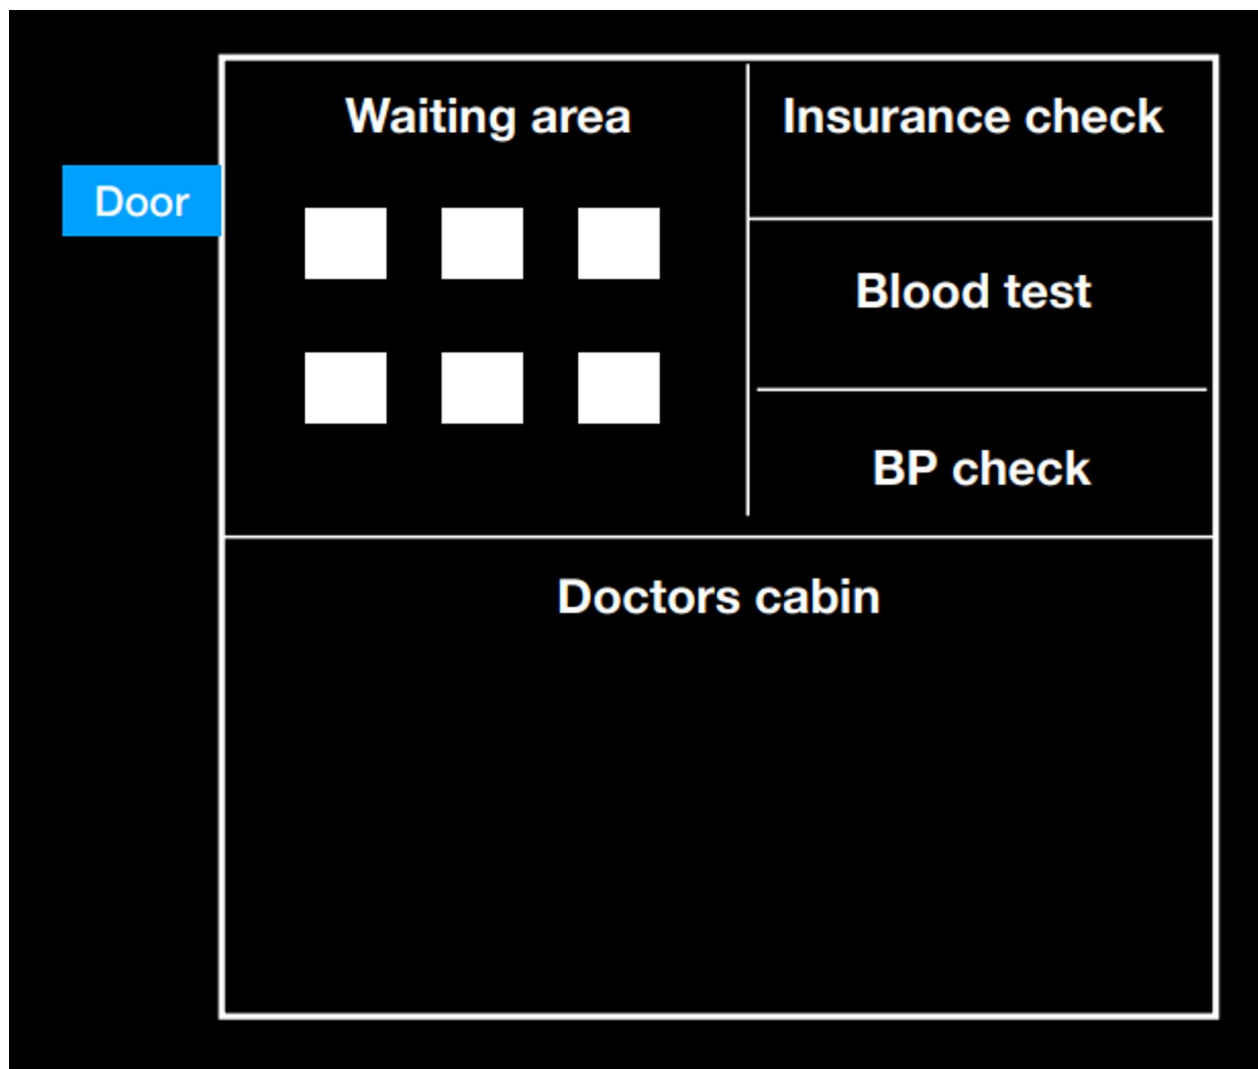 Waiting area
Insurance check
Door
Blood test
BP check
Doctors cabin